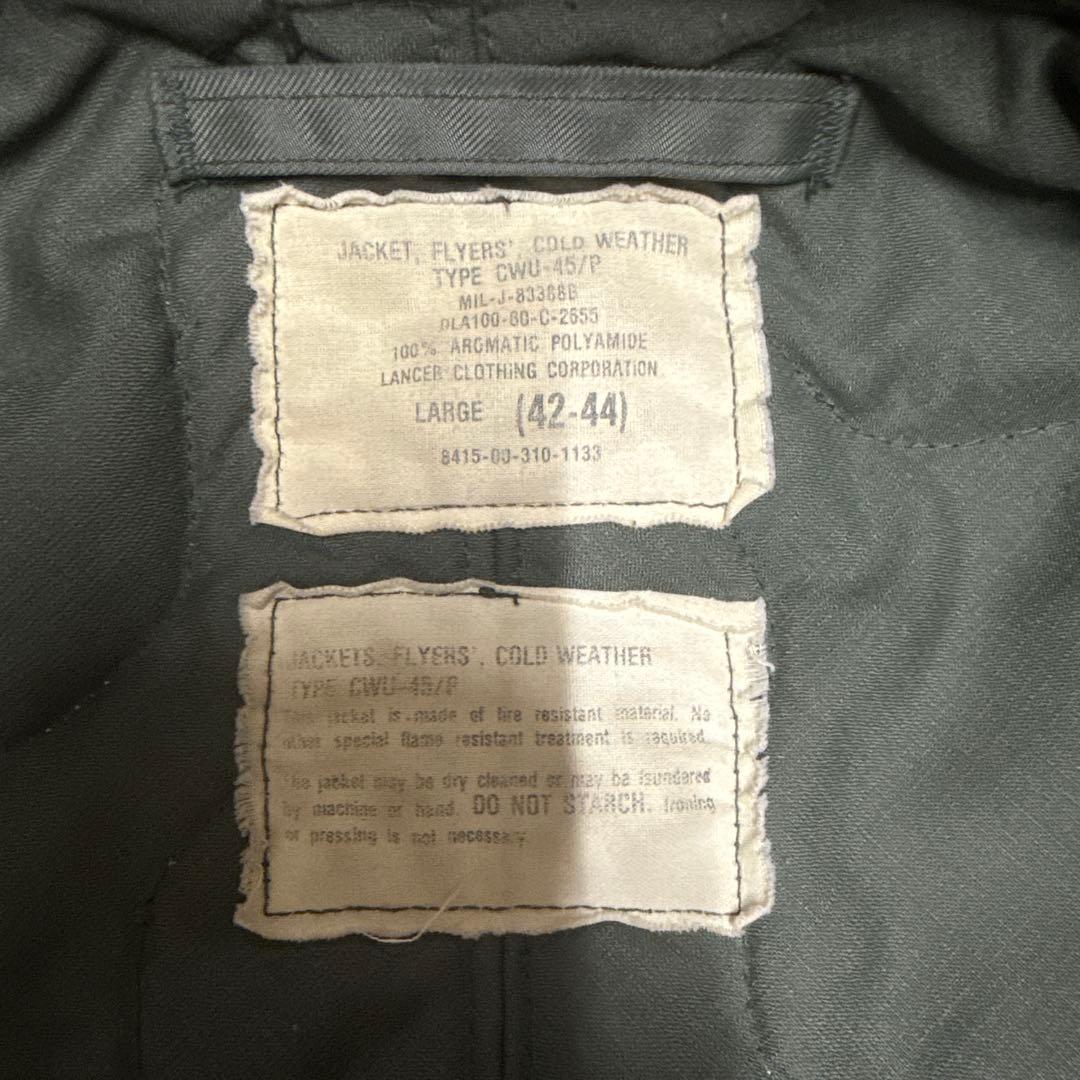 JACKET, FLYERS', COLD WEATHER
TYPE CWU-45/P
MIL-J-83388B
DLA100-80-C-2655
100% AROMATIC POLYAMIDE
LANCER CLOTHING CORPORATION
LARGE (42-44)
8415-00-310-1133
JACKETS, FLYERS', COLD WEATHER
TYPE CWU-45/P
This jacket is made of fire resistant material. No
other special flame resistant treatment is required.
The jacket may be dry cleaned or may be laundered
by machine or hand. DO NOT STARCH. Ironing
or pressing is not necessary.